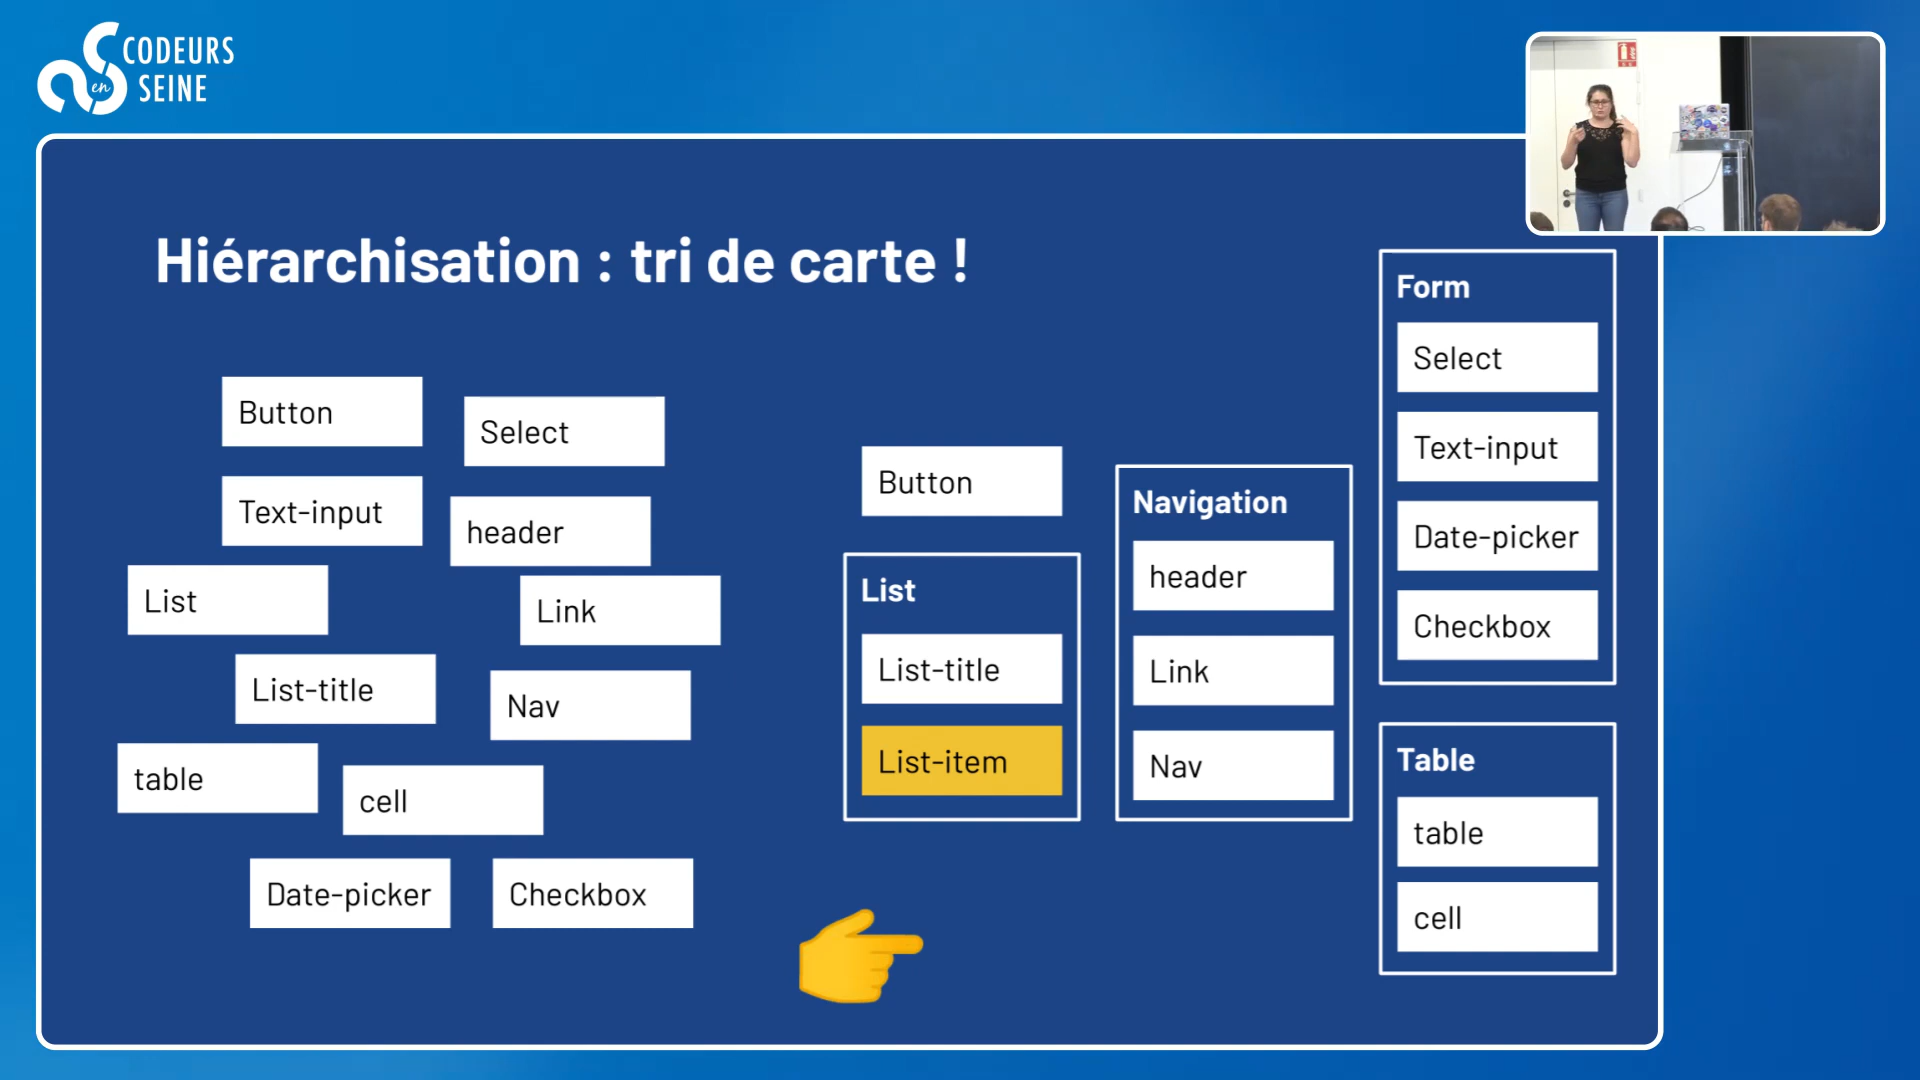 CODEURS
en
SEINE
Hiérarchisation : tri de carte !
Button
Select
Text-input
header
List
Link
List-title
Nav
table
cell
Date-picker
Checkbox
Button
List
List-title
List-item
Navigation
header
Link
Nav
Form
Select
Text-input
Date-picker
Checkbox
Table
table
cell